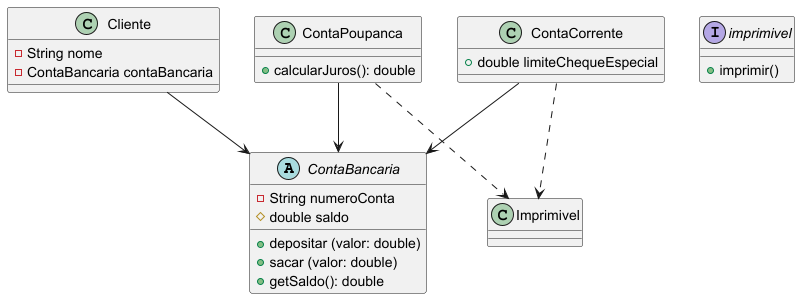 C Cliente
String nome
ContaBancaria contaBancaria
C ContaPoupanca
calcularJuros(): double
C ContaCorrente
double limiteChequeEspecial
I imprimivel
imprimir()
A ContaBancaria
String numeroConta
double saldo
depositar (valor: double)
sacar (valor: double)
getSaldo(): double
C Imprimivel